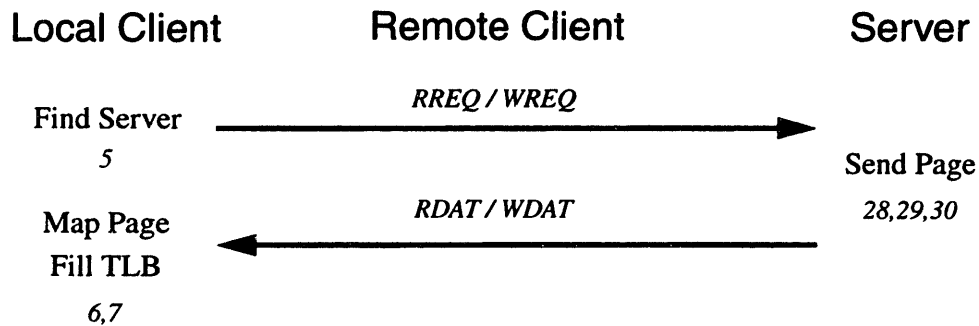 Local Client
Remote Client
Server
RREQ / WREQ
Find Server
5
Send Page
28,29,30
RDAT / WDAT
Map Page
Fill TLB
6,7